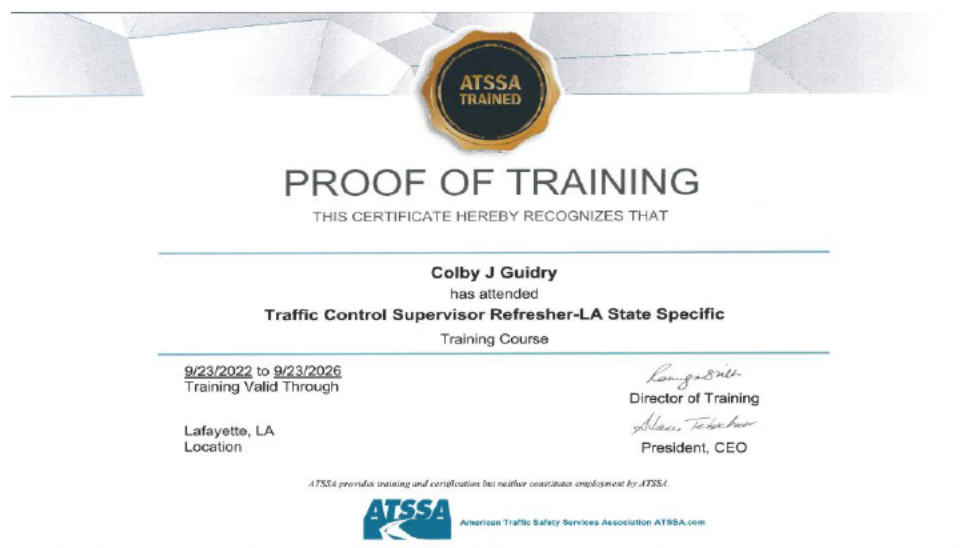 ATSSA
TRAINED
PROOF OF TRAINING
THIS CERTIFICATE HEREBY RECOGNIZES THAT
Colby J Guidry
has attended
Traffic Control Supervisor Refresher-LA State Specific
Training Course
9/23/2022 to 9/23/2026
Training Valid Through
Director of Training
Lafayette, LA
Location
President, CEO
ATSSA provides training and certification but neither constitutes employment by ATSSA.
ATSSA
American Traffic Safety Services Association ATSSA.com